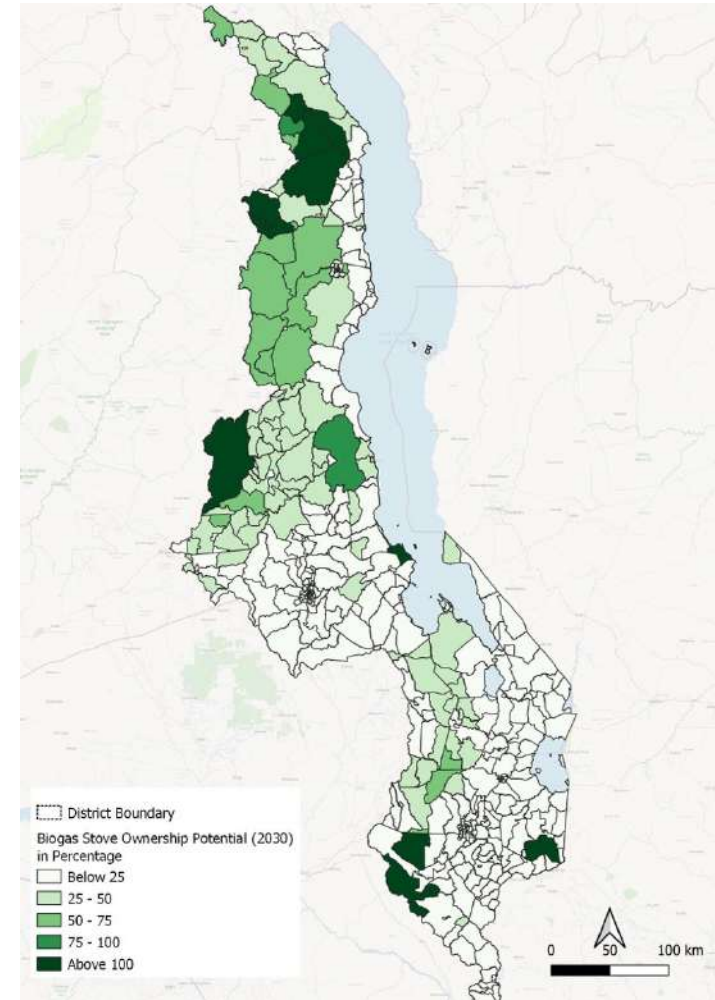 District Boundary
Biogas Stove Ownership Potential (2030)
in Percentage
Below 25
25 - 50
50 - 75
75 - 100
Above 100
0 50 100 km